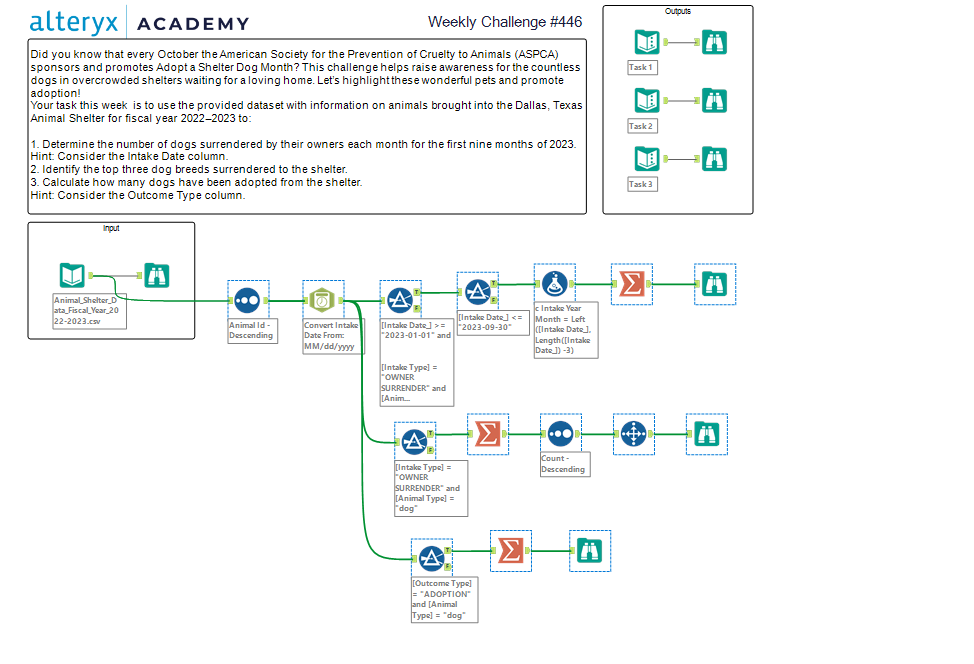 alteryx ACADEMY
Weekly Challenge #446
Did you know that every October the American Society for the Prevention of Cruelty to Animals (ASPCA)
sponsors and promotes Adopt a Shelter Dog Month? This challenge helps raise awareness for the countless
dogs in overcrowded shelters waiting for a loving home. Let's highlight these wonderful pets and promote
adoption!
Your task this week is to use the provided dataset with information on animals brought into the Dallas, Texas
Animal Shelter for fiscal year 2022–2023 to:
1. Determine the number of dogs surrendered by their owners each month for the first nine months of 2023.
Hint: Consider the Intake Date column.
2. Identify the top three dog breeds surrendered to the shelter.
3. Calculate how many dogs have been adopted from the shelter.
Hint: Consider the Outcome Type column.
Outputs
Task 1
Task 2
Task 3
Input
Animal_Shelter_D
ata_Fiscal_Year_20
22-2023.csv
Animal Id -
Descending
Convert Intake
Date From:
MM/dd/yyyy
T
F
[Intake Date_] >=
"2023-01-01" and
[Intake Type] =
"OWNER
SURRENDER" and
[Anim...
T
F
[Intake Date_] <=
"2023-09-30"
c Intake Year
Month = Left
([Intake Date_],
Length([Intake
Date_]) -3)
T
F
[Intake Type] =
"OWNER
SURRENDER" and
[Animal Type] =
"dog"
Count -
Descending
T
F
[Outcome Type]
= "ADOPTION"
and [Animal
Type] = "dog"